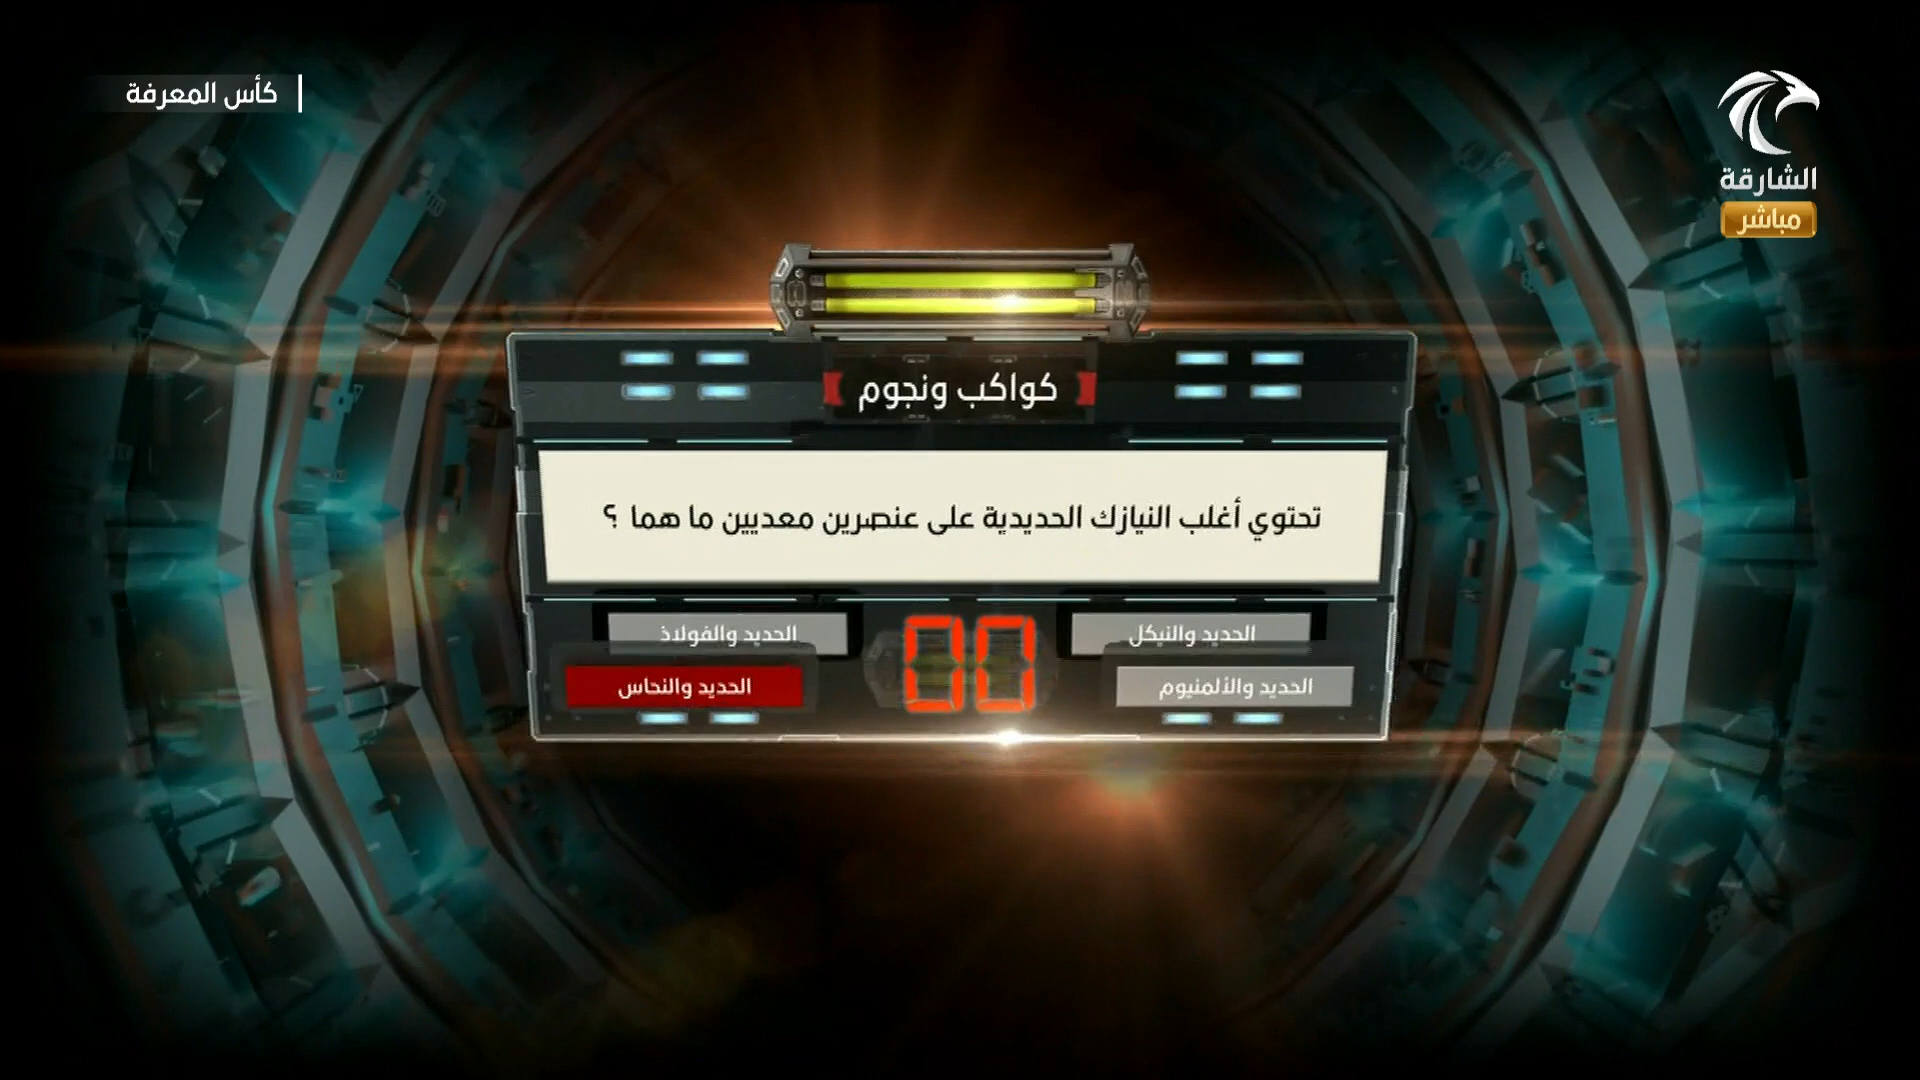 كأس المعرفة
الشارقة
مباشر
كواكب ونجوم
تحتوي أغلب النيازك الحديدية على عنصرين معديين ما هما ؟
الحديد والنيكل
الحديد والفولاذ
الحديد والألمنيوم
الحديد والنحاس
00